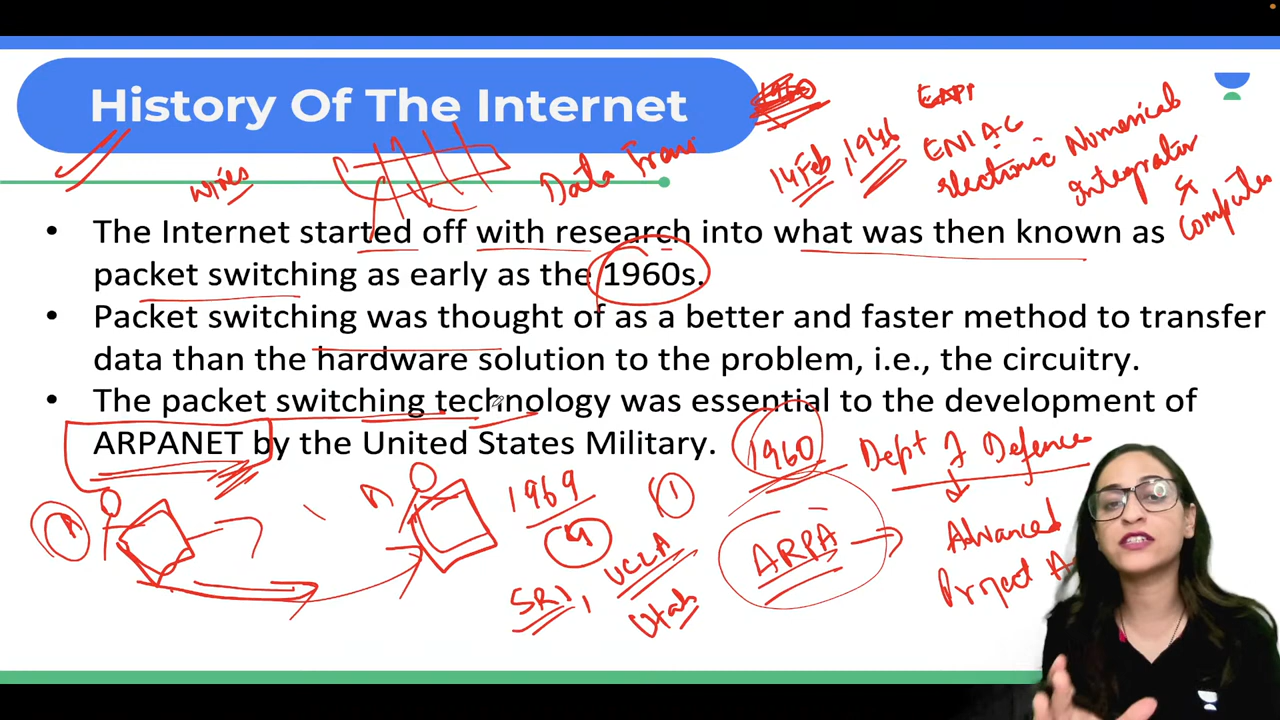 History Of The Internet
1960
14 Feb, 1946
ENIAC
Electronic Numerical
Integrator
&
Computer
wires
Data Tran
• The Internet started off with research into what was then known as
packet switching as early as the 1960s.
• Packet switching was thought of as a better and faster method to transfer
data than the hardware solution to the problem, i.e., the circuitry.
• The packet switching technology was essential to the development of
ARPANET by the United States Military.
1960
Dept of Defence
1969
4
UCLA
SRI,
Utah
ARPA
Advanced
Project A